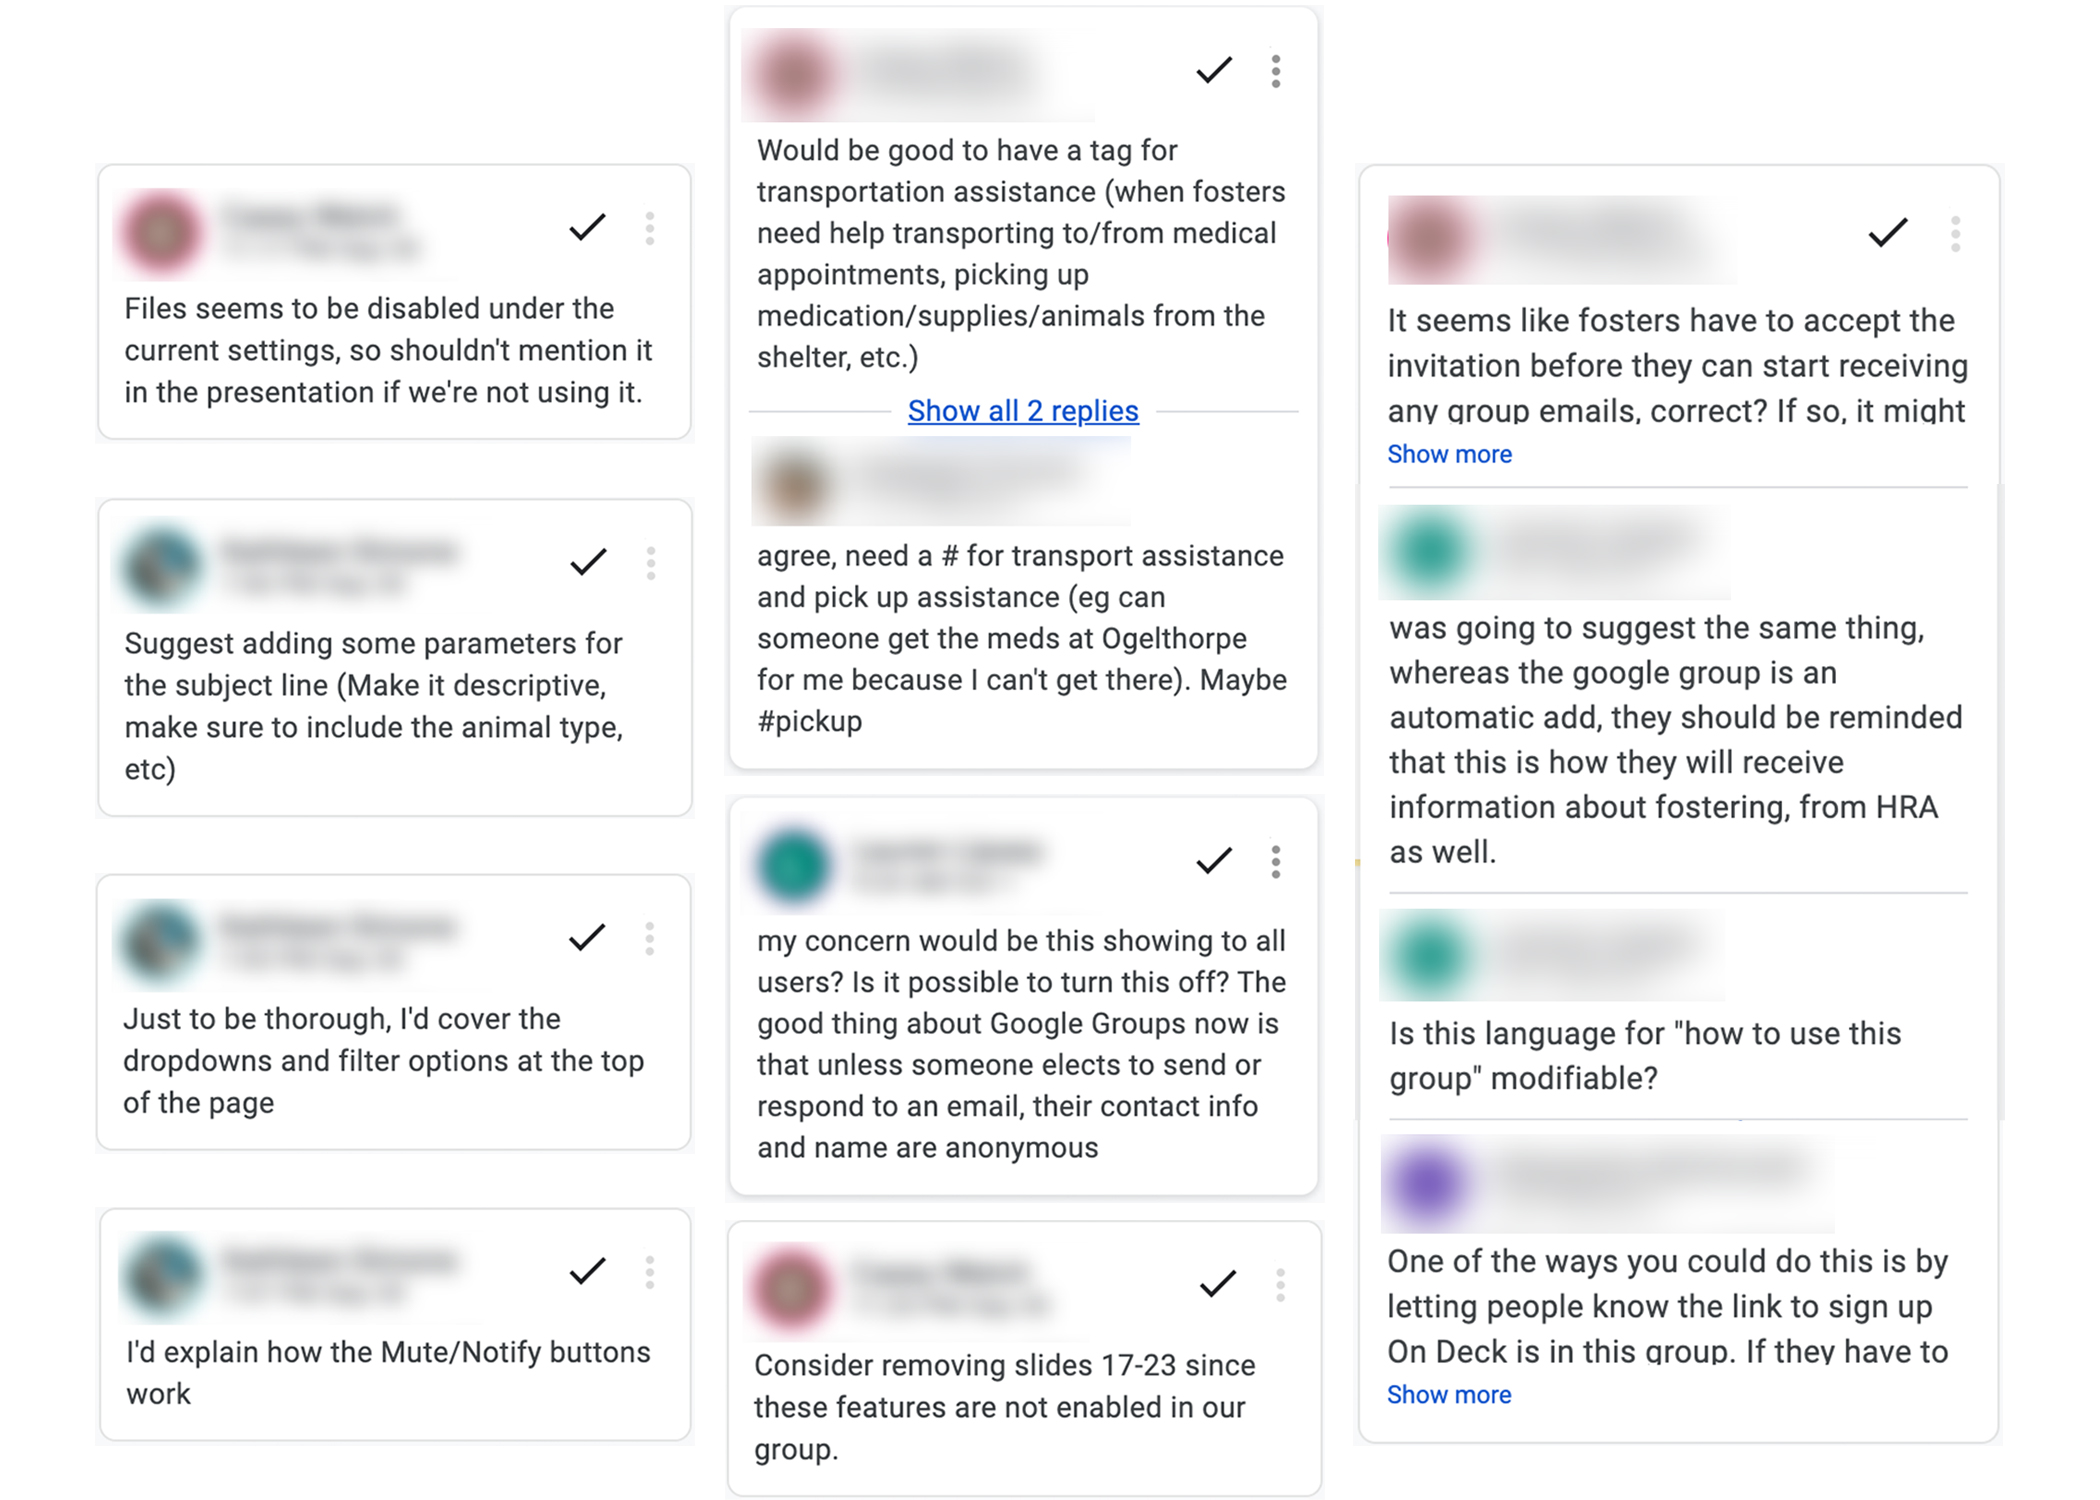 Files seems to be disabled under the
current settings, so shouldn't mention it
in the presentation if we're not using it.
Suggest adding some parameters for
the subject line (Make it descriptive,
make sure to include the animal type,
etc)
Just to be thorough, I'd cover the
dropdowns and filter options at the top
of the page
I'd explain how the Mute/Notify buttons
work
Would be good to have a tag for
transportation assistance (when fosters
need help transporting to/from medical
appointments, picking up
medication/supplies/animals from the
shelter, etc.)
Show all 2 replies
agree, need a # for transport assistance
and pick up assistance (eg can
someone get the meds at Ogelthorpe
for me because I can't get there). Maybe
#pickup
my concern would be this showing to all
users? Is it possible to turn this off? The
good thing about Google Groups now is
that unless someone elects to send or
respond to an email, their contact info
and name are anonymous
Consider removing slides 17-23 since
these features are not enabled in our
group.
It seems like fosters have to accept the
invitation before they can start receiving
any group emails, correct? If so, it might
Show more
was going to suggest the same thing,
whereas the google group is an
automatic add, they should be reminded
that this is how they will receive
information about fostering, from HRA
as well.
Is this language for "how to use this
group" modifiable?
One of the ways you could do this is by
letting people know the link to sign up
On Deck is in this group. If they have to
Show more